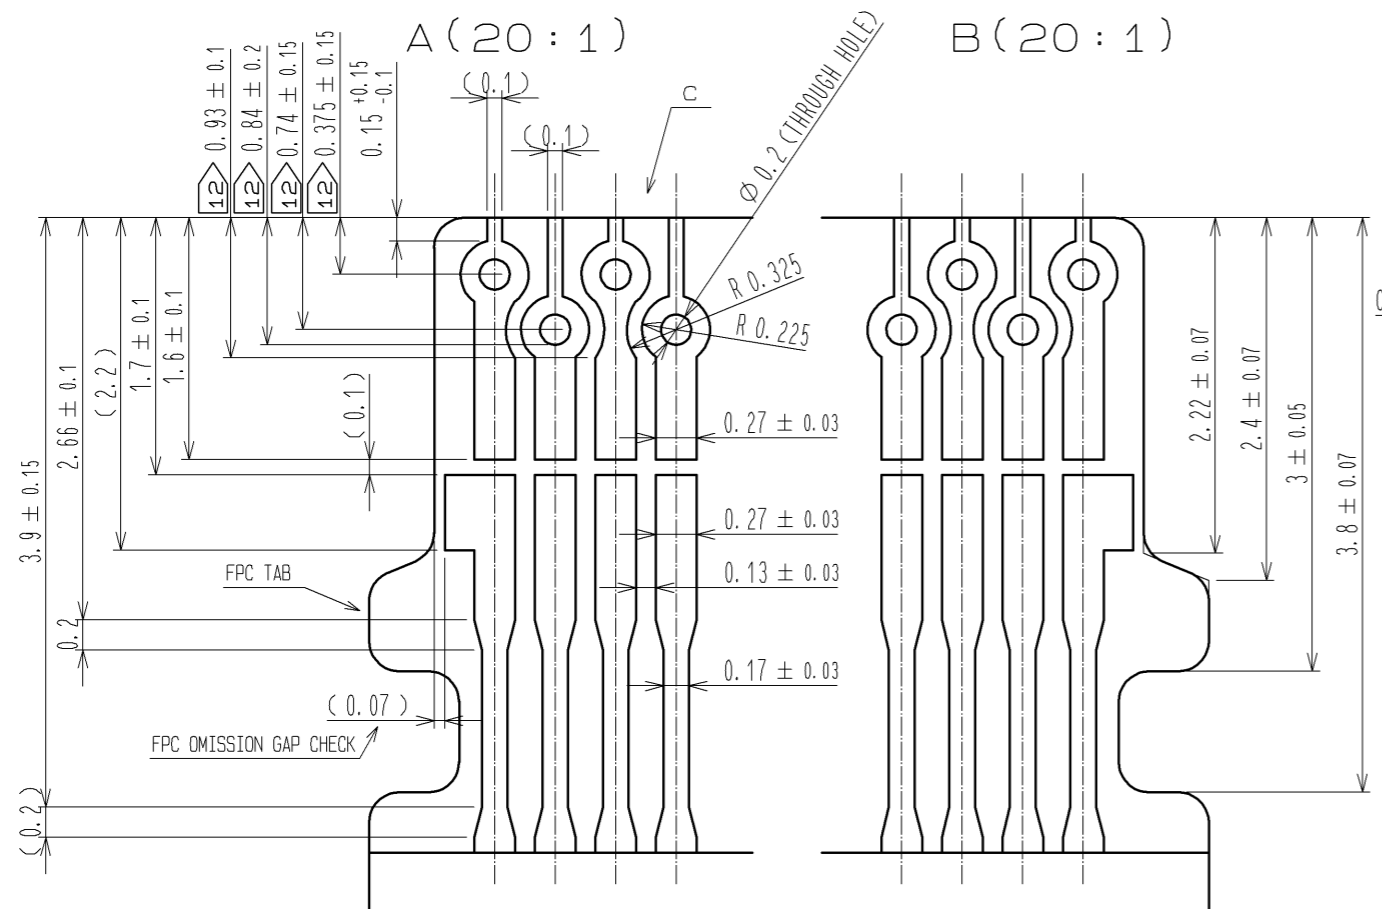 A(20:1)
B(20:1)
0.93 ± 0.1
12
0.84 ± 0.2
12
0.74 ± 0.15
12
0.375 ± 0.15
12
0.15 +0.15 -0.1
(0.1)
(0.1)
C
Ø 0.2 (THROUGH HOLE)
R 0.325
R 0.225
3.9 ± 0.15
2.66 ± 0.1
(2.2)
1.7 ± 0.1
1.6 ± 0.1
(0.1)
0.27 ± 0.03
0.27 ± 0.03
0.13 ± 0.03
0.17 ± 0.03
FPC TAB
0.2
(0.07)
FPC OMISSION GAP CHECK
(0.2)
2.22 ± 0.07
2.4 ± 0.07
3 ± 0.05
3.8 ± 0.07